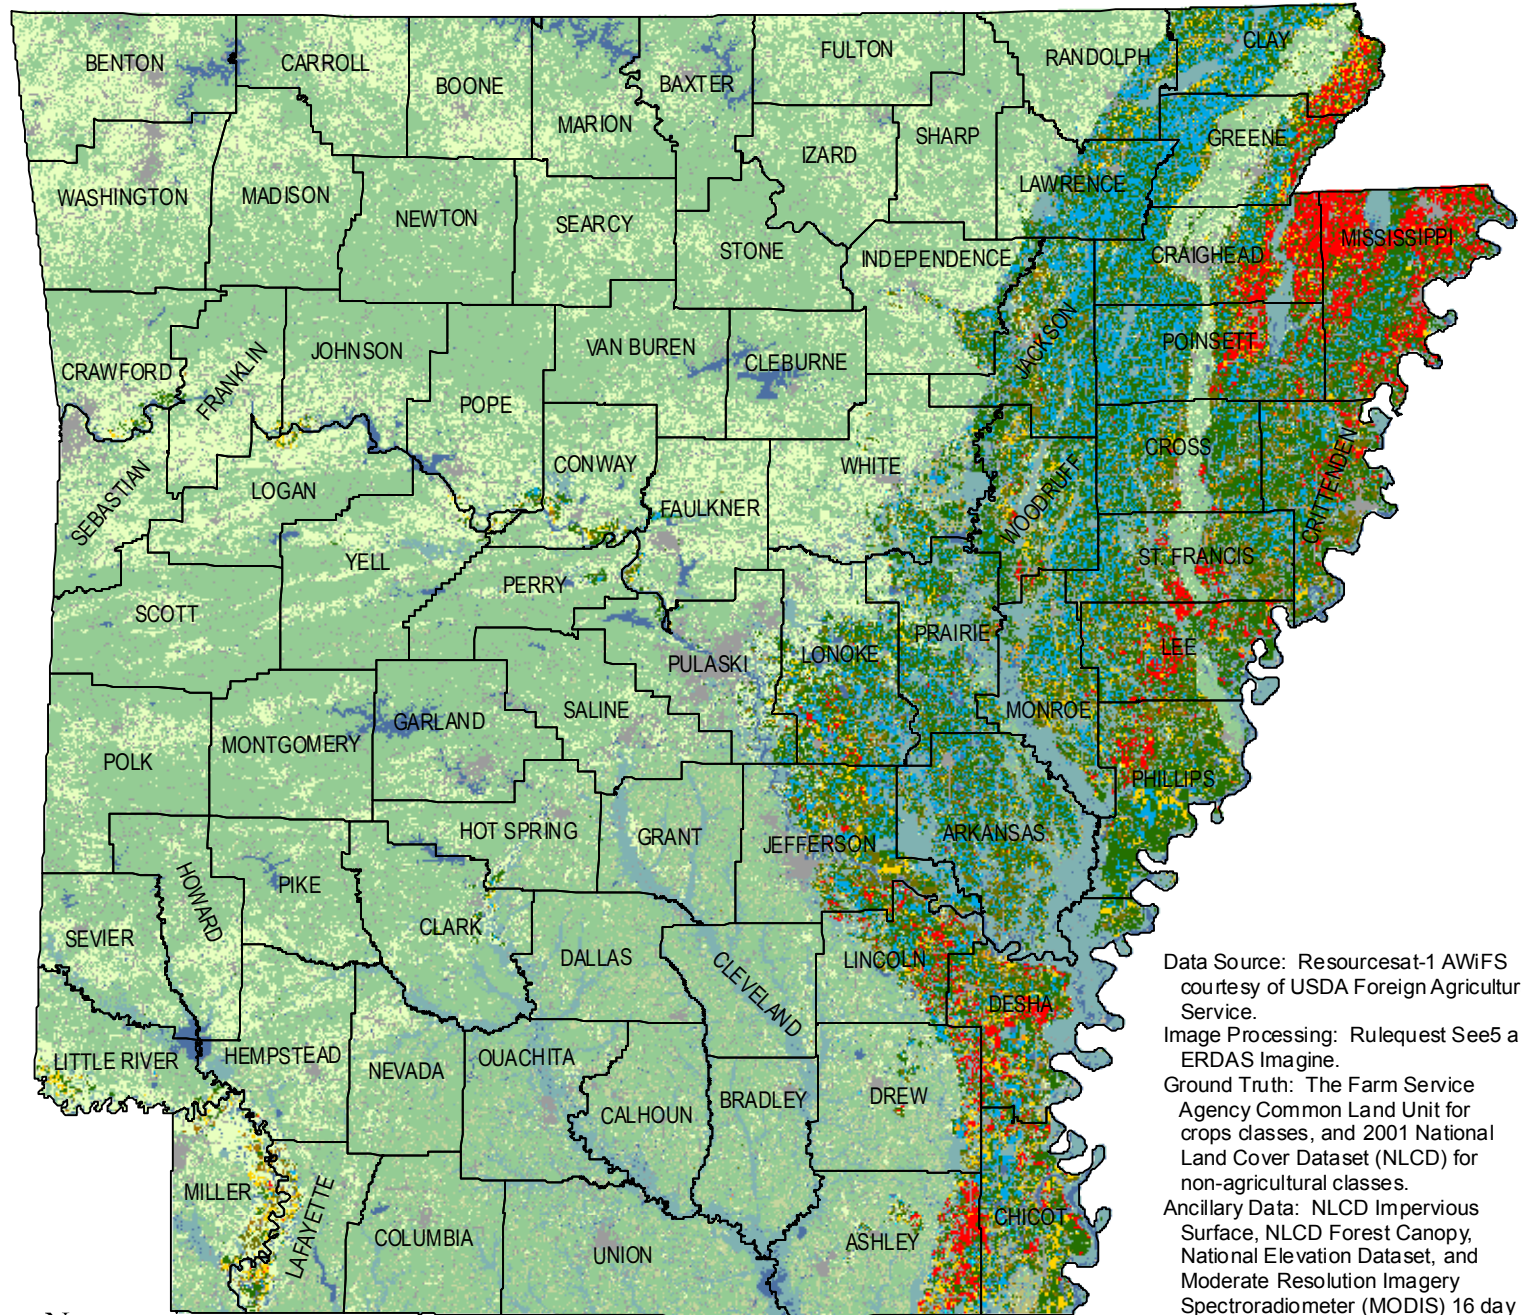 BENTON
CARROLL
BOONE
MARION
BAXTER
FULTON
RANDOLPH
CLAY
SHARP
IZARD
GREENE
LAWRENCE
WASHINGTON
MADISON
NEWTON
SEARCY
STONE
INDEPENDENCE
CRAIGHEAD
MISSISSIPPI
CRAWFORD
FRANKLIN
JOHNSON
POPE
VAN BUREN
CLEBURNE
JACKSON
POINSETT
SEBASTIAN
LOGAN
CONWAY
FAULKNER
WHITE
WOODRUFF
CROSS
CRITTENDEN
ST. FRANCIS
SCOTT
YELL
PERRY
PULASKI
LONOKE
PRAIRIE
LEE
POLK
MONTGOMERY
GARLAND
SALINE
MONROE
PHILLIPS
HOT SPRING
GRANT
JEFFERSON
ARKANSAS
SEVIER
HOWARD
PIKE
CLARK
DALLAS
CLEVELAND
LINCOLN
DESHA
LITTLE RIVER
HEMPSTEAD
NEVADA
OUACHITA
CALHOUN
BRADLEY
DREW
MILLER
LAFAYETTE
COLUMBIA
UNION
ASHLEY
CHICOT
Data Source: Resourcesat-1 AWiFS
courtesy of USDA Foreign Agricultur
Service.
Image Processing: Rulequest See5 a
ERDAS Imagine.
Ground Truth: The Farm Service
Agency Common Land Unit for
crops classes, and 2001 National
Land Cover Dataset (NLCD) for
non-agricultural classes.
Ancillary Data: NLCD Impervious
Surface, NLCD Forest Canopy,
National Elevation Dataset, and
Moderate Resolution Imagery
Spectroradiometer (MODIS) 16 day